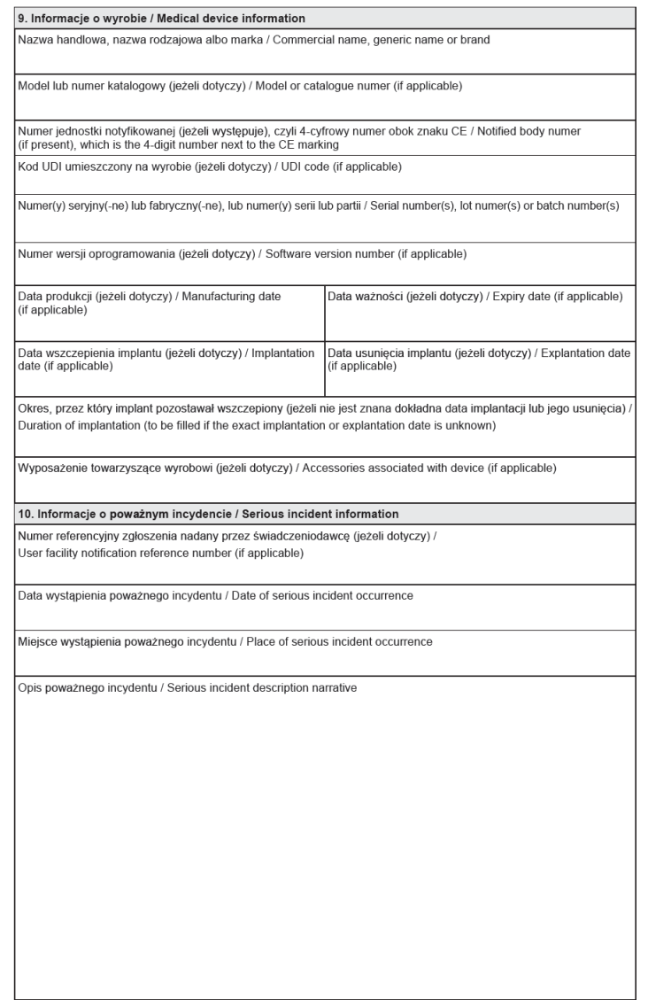 9. Informacje o wyrobie / Medical device information
Nazwa handlowa, nazwa rodzajowa albo marka / Commercial name, generic name or brand
Model lub numer katalogowy (jeżeli dotyczy) / Model or catalogue numer (if applicable)
Numer jednostki notyfikowanej (jeżeli występuje), czyli 4-cyfrowy numer obok znaku CE / Notified body numer
(if present), which is the 4-digit number next to the CE marking
Kod UDI umieszczony na wyrobie (jeżeli dotyczy) / UDI code (if applicable)
Numer(y) seryjny(-ne) lub fabryczny(-ne), lub numer(y) serii lub partii / Serial number(s), lot numer(s) or batch number(s)
Numer wersji oprogramowania (jeżeli dotyczy) / Software version number (if applicable)
Data produkcji (jeżeli dotyczy) / Manufacturing date
(if applicable)
Data ważności (jeżeli dotyczy) / Expiry date (if applicable)
Data wszczepienia implantu (jeżeli dotyczy) / Implantation
date (if applicable)
Data usunięcia implantu (jeżeli dotyczy) / Explantation date
(if applicable)
Okres, przez który implant pozostawał wszczepiony (jeżeli nie jest znana dokładna data implantacji lub jego usunięcia) /
Duration of implantation (to be filled if the exact implantation or explantation date is unknown)
Wyposażenie towarzyszące wyrobowi (jeżeli dotyczy) / Accessories associated with device (if applicable)
10. Informacje o poważnym incydencie / Serious incident information
Numer referencyjny zgłoszenia nadany przez świadczeniodawcę (jeżeli dotyczy) /
User facility notification reference number (if applicable)
Data wystąpienia poważnego incydentu / Date of serious incident occurrence
Miejsce wystąpienia poważnego incydentu / Place of serious incident occurrence
Opis poważnego incydentu / Serious incident description narrative